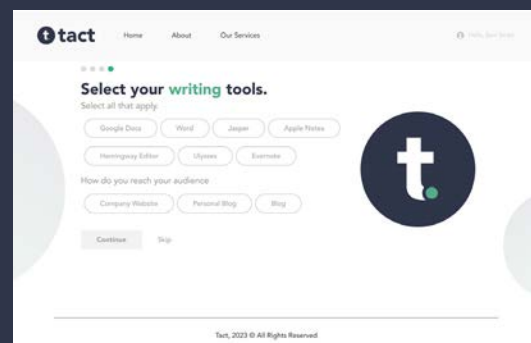 tact
Home About Our Services
Select your writing tools.
Select all that apply.
Google Docs Word Jasper Apple Notes
Hemingway Editor Ulysses Evernote
How do you reach your audience
Company Website Personal Blog Blog
Continue Skip
t.
Tact, 2023 © All Rights Reserved